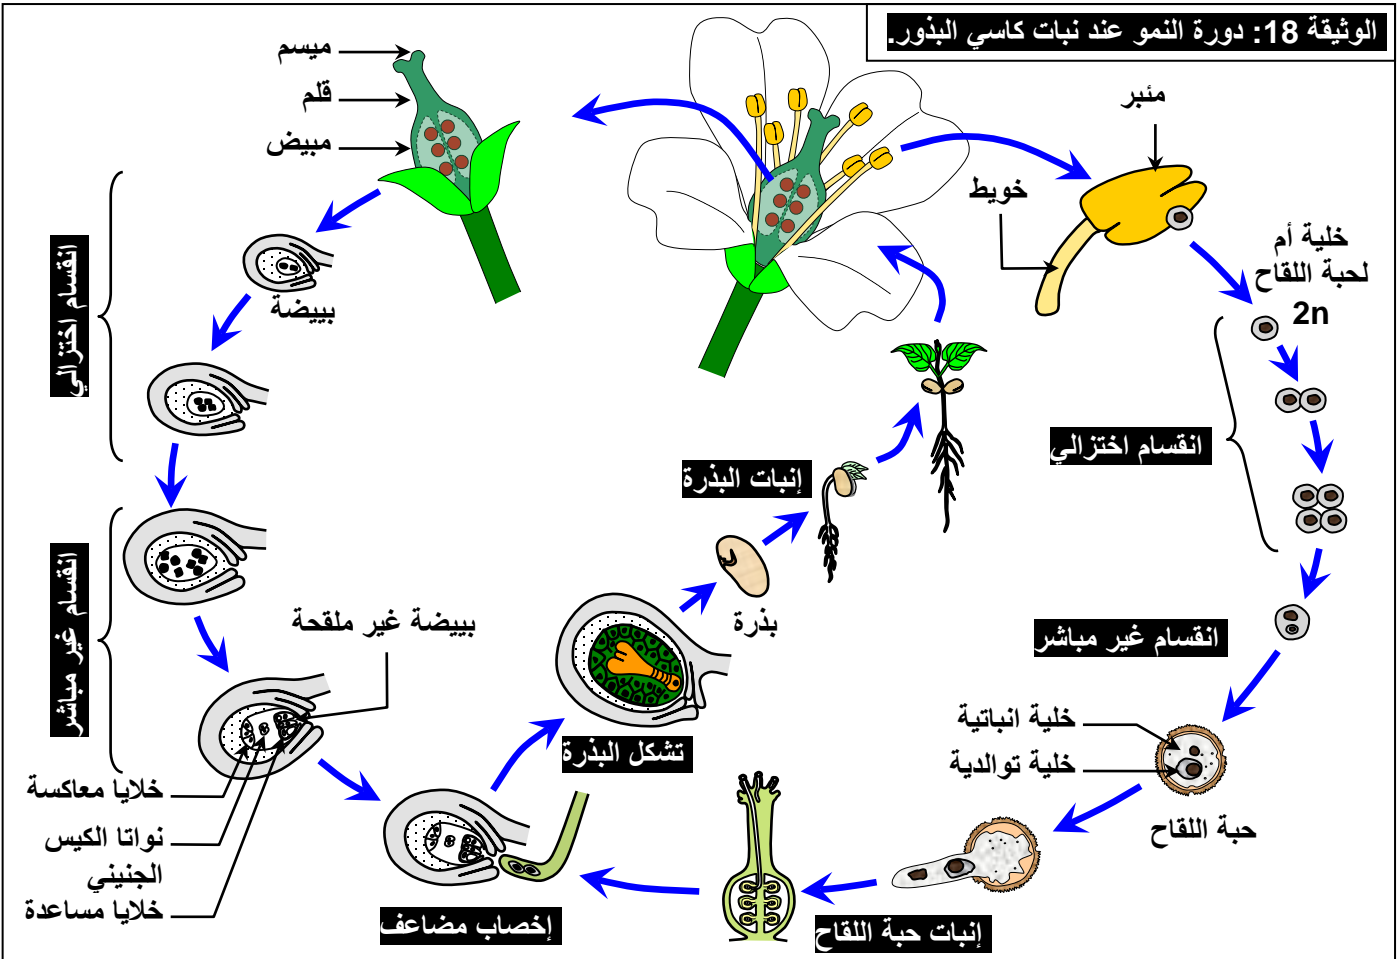 الوثيقة 18: دورة النمو عند نبات كاسي البذور.
ميسم
قلم
مبيض
مئبر
خويط
خلية أم
لحبة اللقاح
2n
بييضة
انقسام اختزالي
انقسام اختزالي
إنبات البذرة
بذرة
انقسام غير مباشر
انقسام غير مباشر
بييضة غير ملقحة
خلية انباتية
خلية توالدية
تشكل البذرة
خلايا معاكسة
نواتا الكيس
الجنيني
خلايا مساعدة
حبة اللقاح
إخصاب مضاعف
إنبات حبة اللقاح